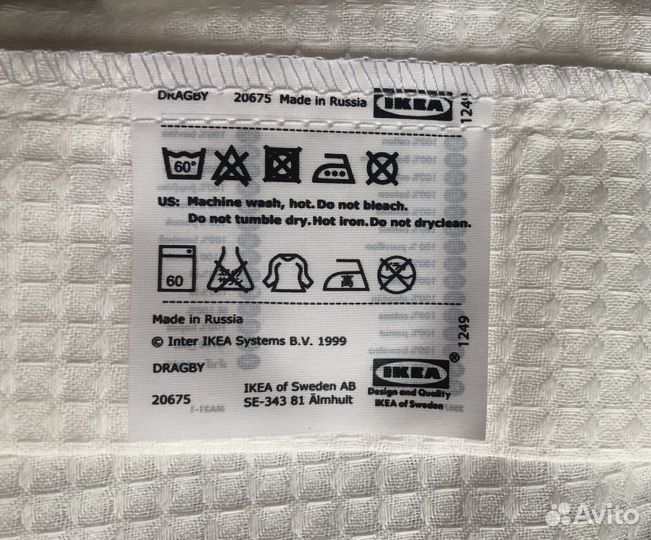 DRAGBY 20675 Made in Russia IKEA 1249
60°
US: Machine wash, hot. Do not bleach.
Do not tumble dry. Hot iron. Do not dryclean.
60 高
Made in Russia
© Inter IKEA Systems B.V. 1999
1249
DRAGBY
IKEA ®
20675
IKEA of Sweden AB
SE-343 81 Älmhult
Design and Quality
IKEA of Sweden
Avito